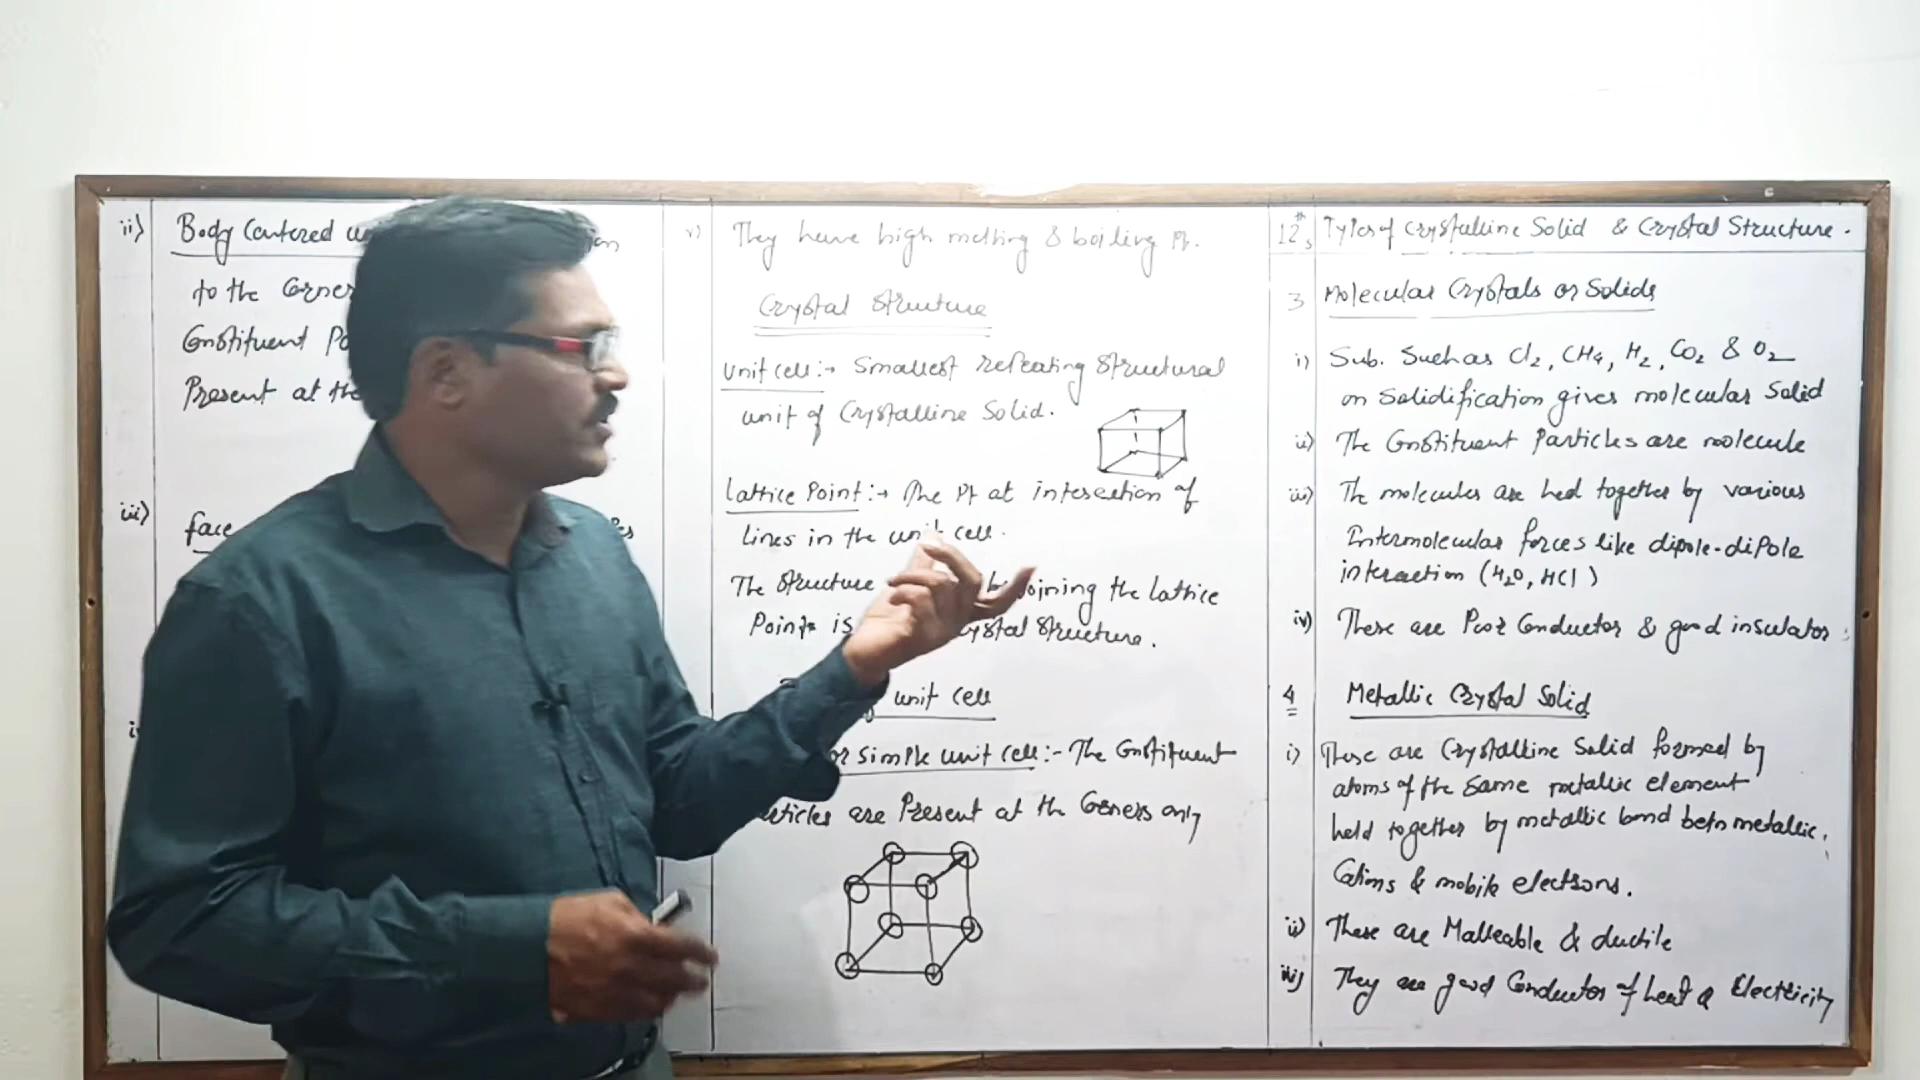 ii) Body Centered
to the Corner
Constituent
Present at the
iii) face
v) They have high melting & boiling Pt.
Crystal Structure
Unit cell :→ Smallest repeating Structural
unit of Crystalline Solid.
Lattice Point :→ The Pt at intersection of
Lines in the unit cell.
The Structure by joining the lattice
Points is Crystal Structure.
unit cell
or Simple unit cell :- The Constituent
Particles are Present at the Corners only
12th Types of Crystalline Solid & Crystal Structure.
3 Molecular Crystals or Solids
i) Sub. Such as Cl2, CH4, H2, CO2 & O2
on Solidification gives molecular Solid
ii) The Constituent Particles are molecule
iii) The molecules are hed together by various
Intermolecular forces like dipole-diPole
interaction (H2O, HCl)
iv) These are Poor Conductor & good insulator
4 Metallic Crystal Solid
i) These are Crystalline Solid formed by
atoms of the Same metallic element
held together by metallic bond betn metallic.
Cations & mobile electrons.
ii) These are Malleable & ductile
iii) They are good Conductor of heat & Electricity